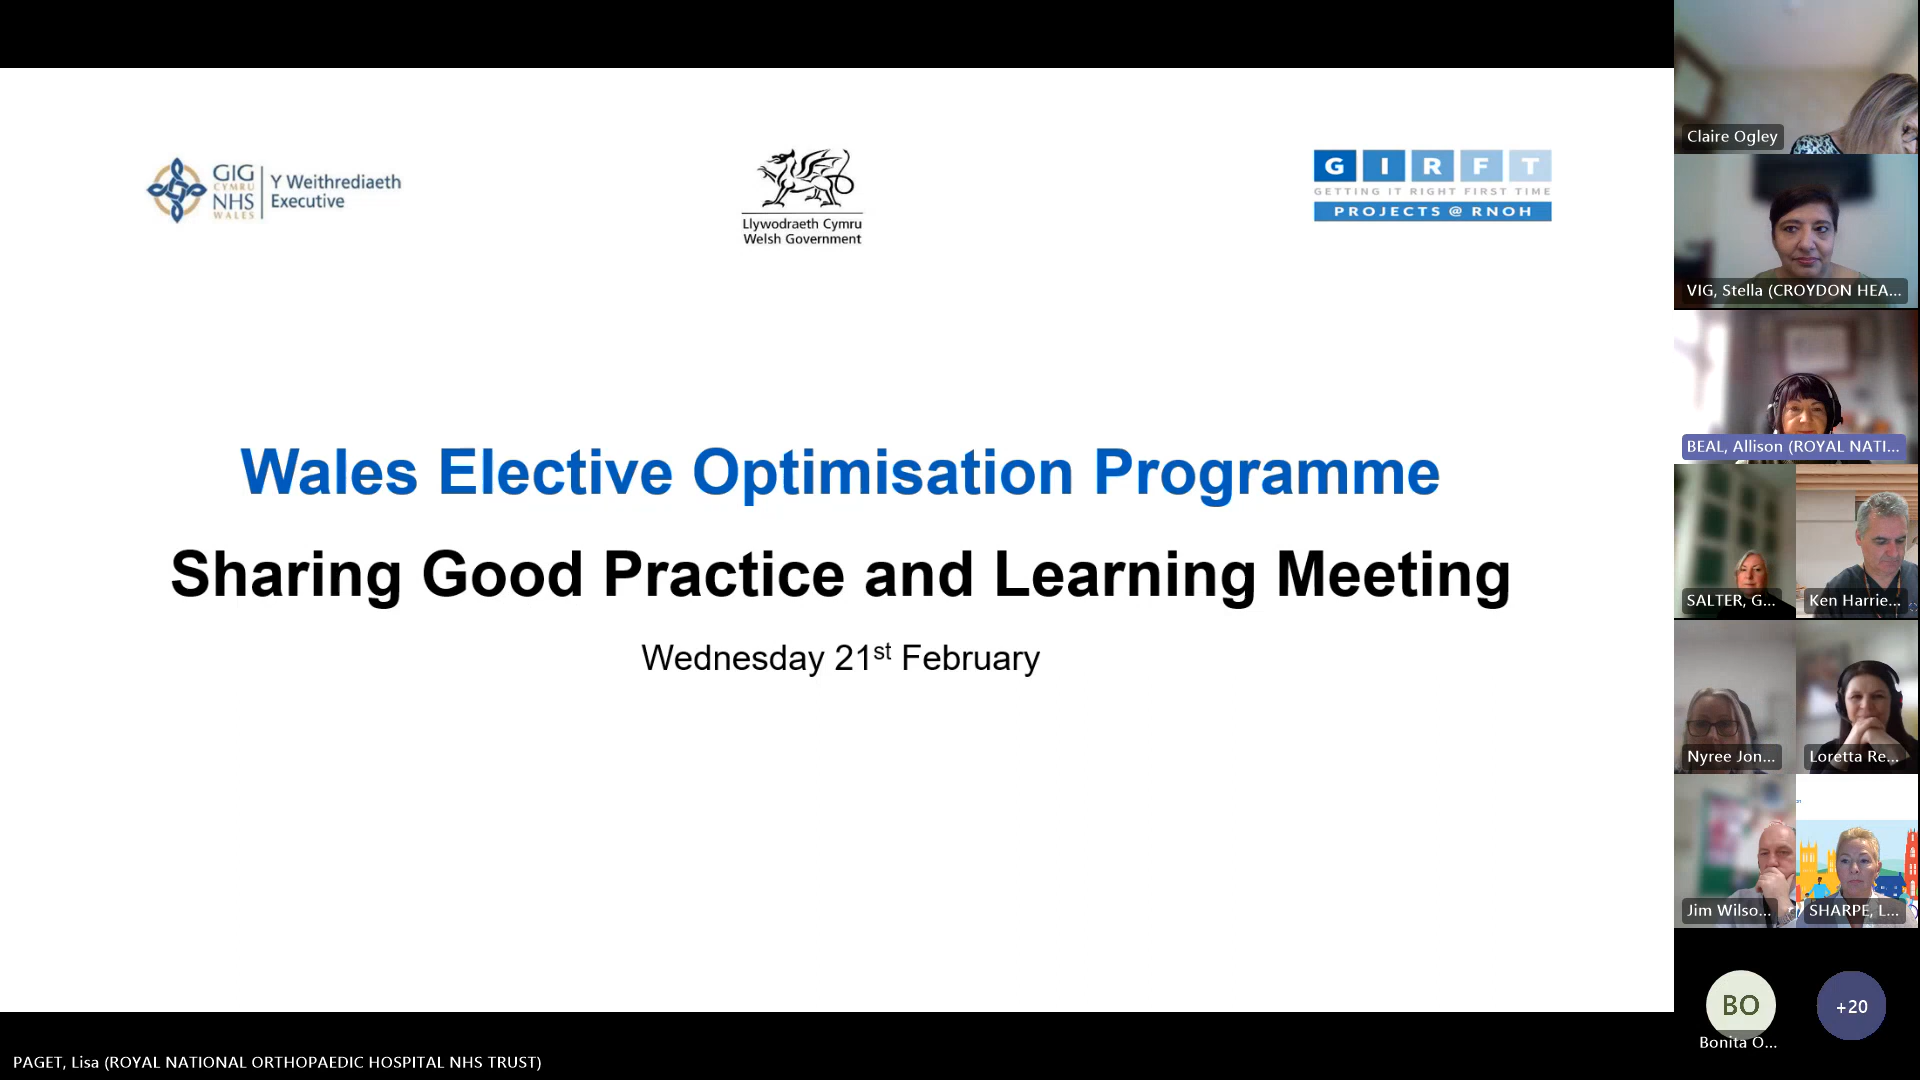 GIG
CYMRU
NHS
WALES
Y Weithrediaeth
Executive
Llywodraeth Cymru
Welsh Government
GIRFT
GETTING IT RIGHT FIRST TIME
PROJECTS @ RNOH
Wales Elective Optimisation Programme
Sharing Good Practice and Learning Meeting
Wednesday 21st February
Claire Ogley
VIG, Stella (CROYDON HEA...
BEAL, Allison (ROYAL NATI...
SALTER, G...
Ken Harrie...
Nyree Jon...
Loretta Re...
Jim Wilso...
SHARPE, L...
BO
+20
Bonita O...
PAGET, Lisa (ROYAL NATIONAL ORTHOPAEDIC HOSPITAL NHS TRUST)